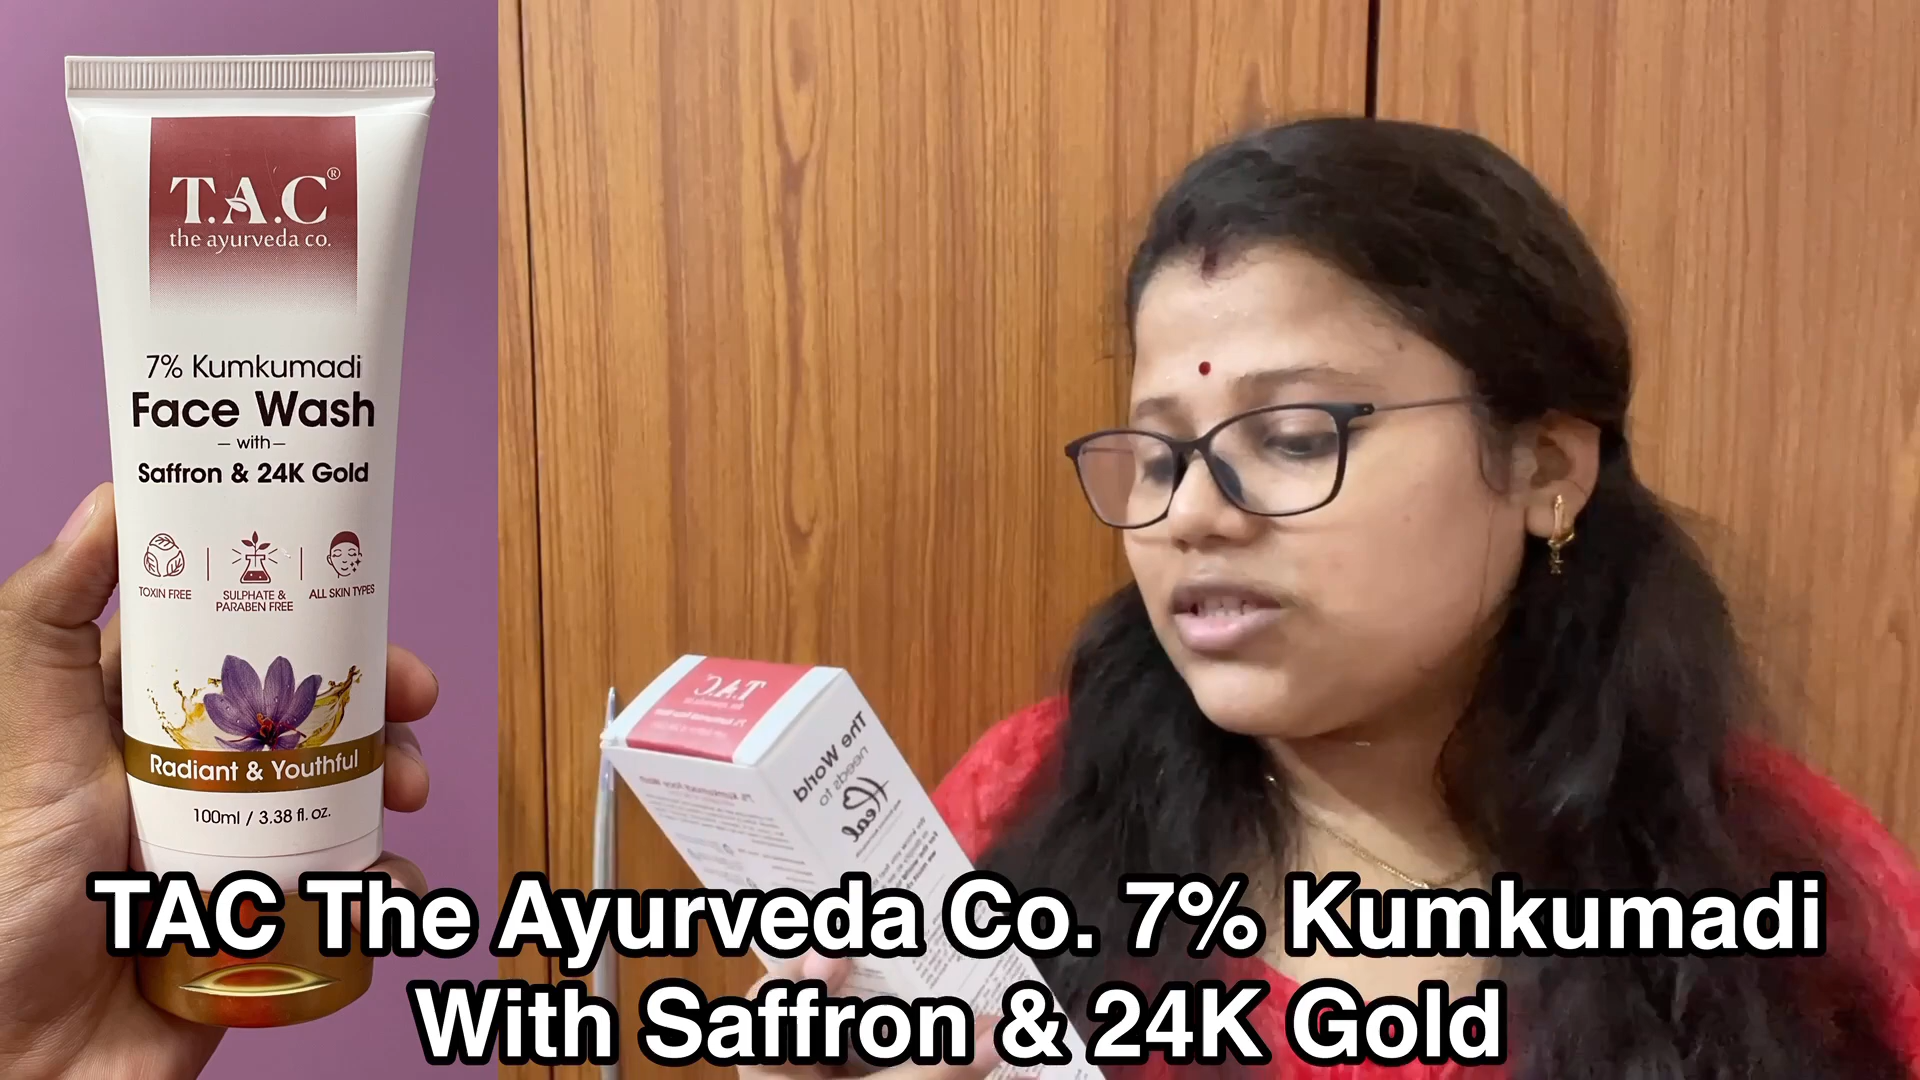 T.A.C®
the ayurveda co.
7% Kumkumadi
Face Wash
– with –
Saffron & 24K Gold
TOXIN FREE
SULPHATE &
PARABEN FREE
ALL SKIN TYPES
Radiant & Youthful
100ml / 3.38 fl. oz.
T.A.C
The World
needs to
Heal
TAC The Ayurveda Co. 7% Kumkumadi
With Saffron & 24K Gold